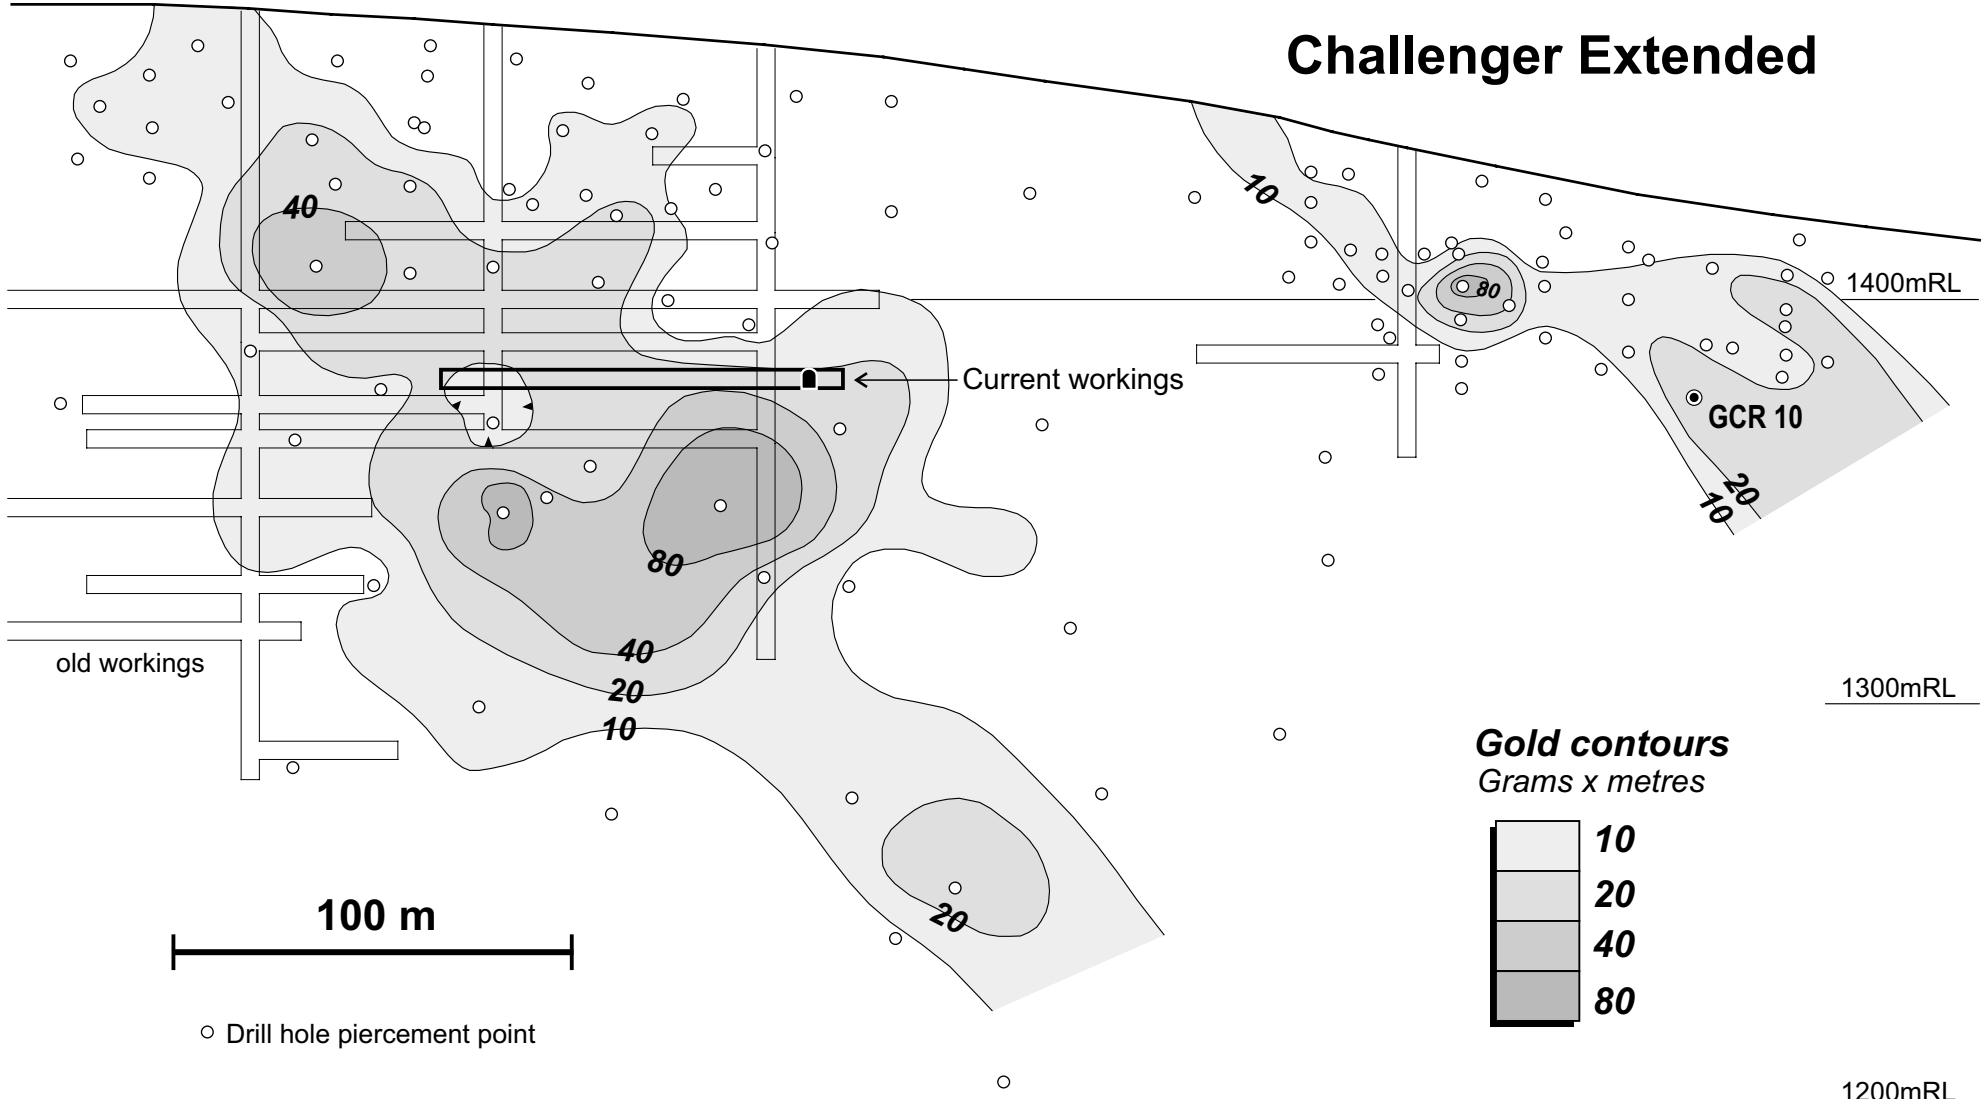 Challenger Extended
40
10
80
1400mRL
Current workings
GCR 10
20
10
80
40
20
10
old workings
1300mRL
Gold contours
Grams x metres
10
20
40
80
20
100 m
Drill hole piercement point
1200mRL